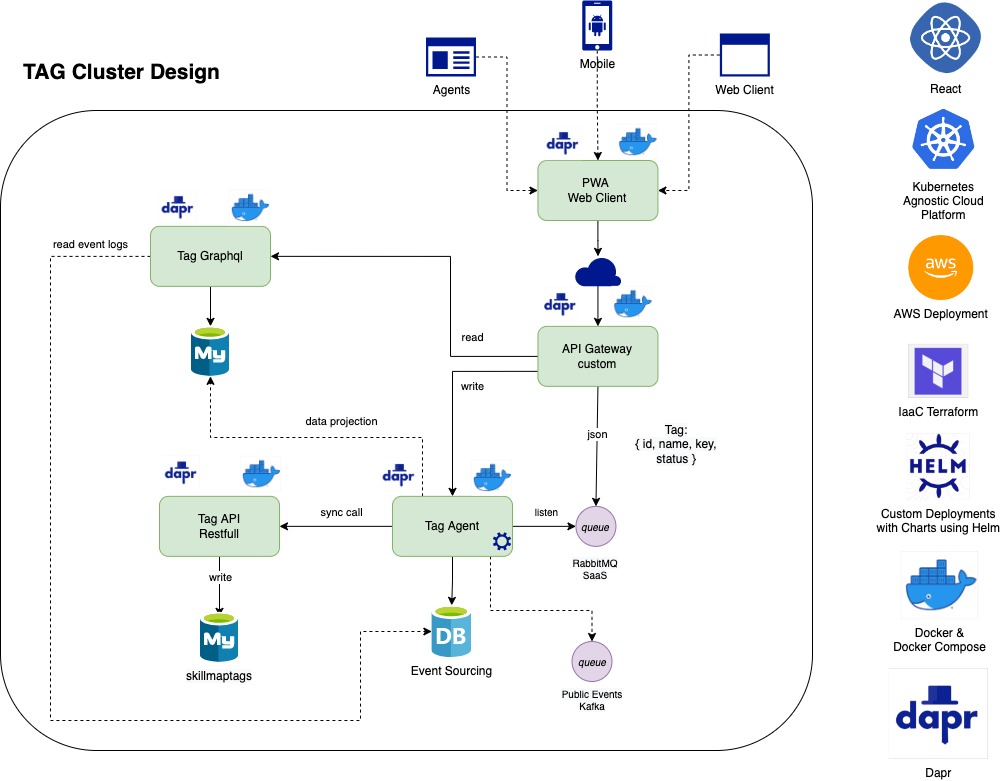 TAG Cluster Design
Agents
Mobile
Web Client
dapr
PWA
Web Client
dapr
Tag Graphql
read event logs
My
dapr
API Gateway
custom
read
write
json
Tag:
{ id, name, key,
status }
data projection
dapr
Tag API
Restfull
sync call
dapr
Tag Agent
listen
queue
RabbitMQ
SaaS
write
My
skillmaptags
DB
Event Sourcing
queue
Public Events
Kafka
React
Kubernetes
Agnostic Cloud
Platform
aws
AWS Deployment
IaaC Terraform
HELM
Custom Deployments
with Charts using Helm
Docker &
Docker Compose
dapr
Dapr